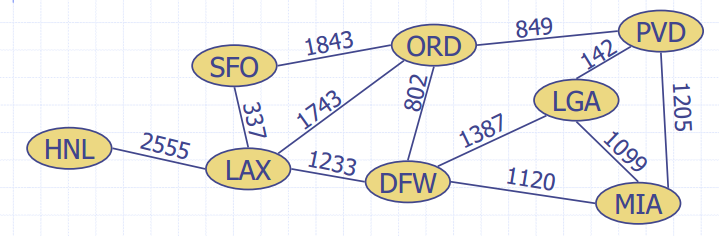 SFO
1843
ORD
849
PVD
142
LGA
1205
337
1743
802
1387
1099
HNL
2555
LAX
1233
DFW
1120
MIA